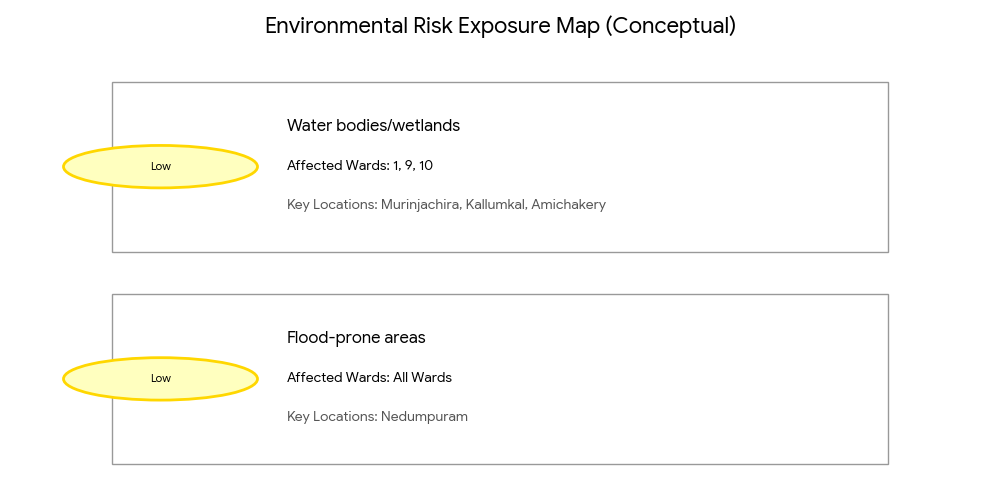 Environmental Risk Exposure Map (Conceptual)
Water bodies/wetlands
Low
Affected Wards: 1, 9, 10
Key Locations: Murinjachira, Kallumkal, Amichakery
Flood-prone areas
Low
Affected Wards: All Wards
Key Locations: Nedumpuram